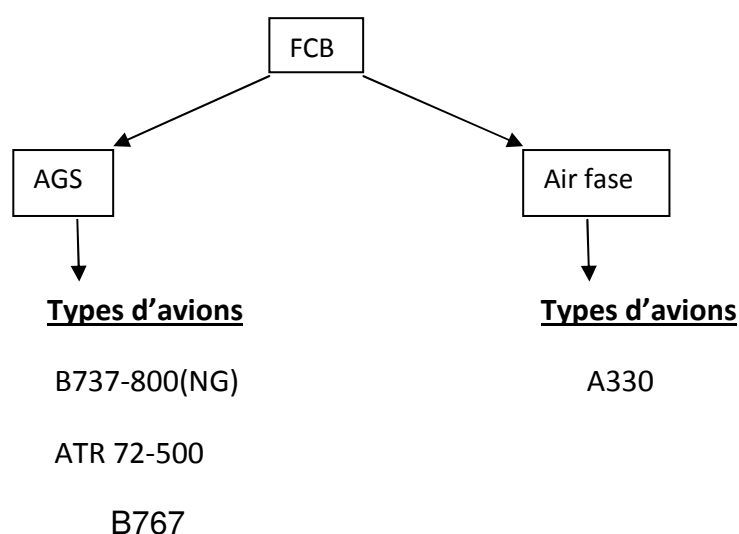 FCB
AGS
Air fase
Types d’avions
Types d’avions
B737-800(NG)
A330
ATR 72-500
B767